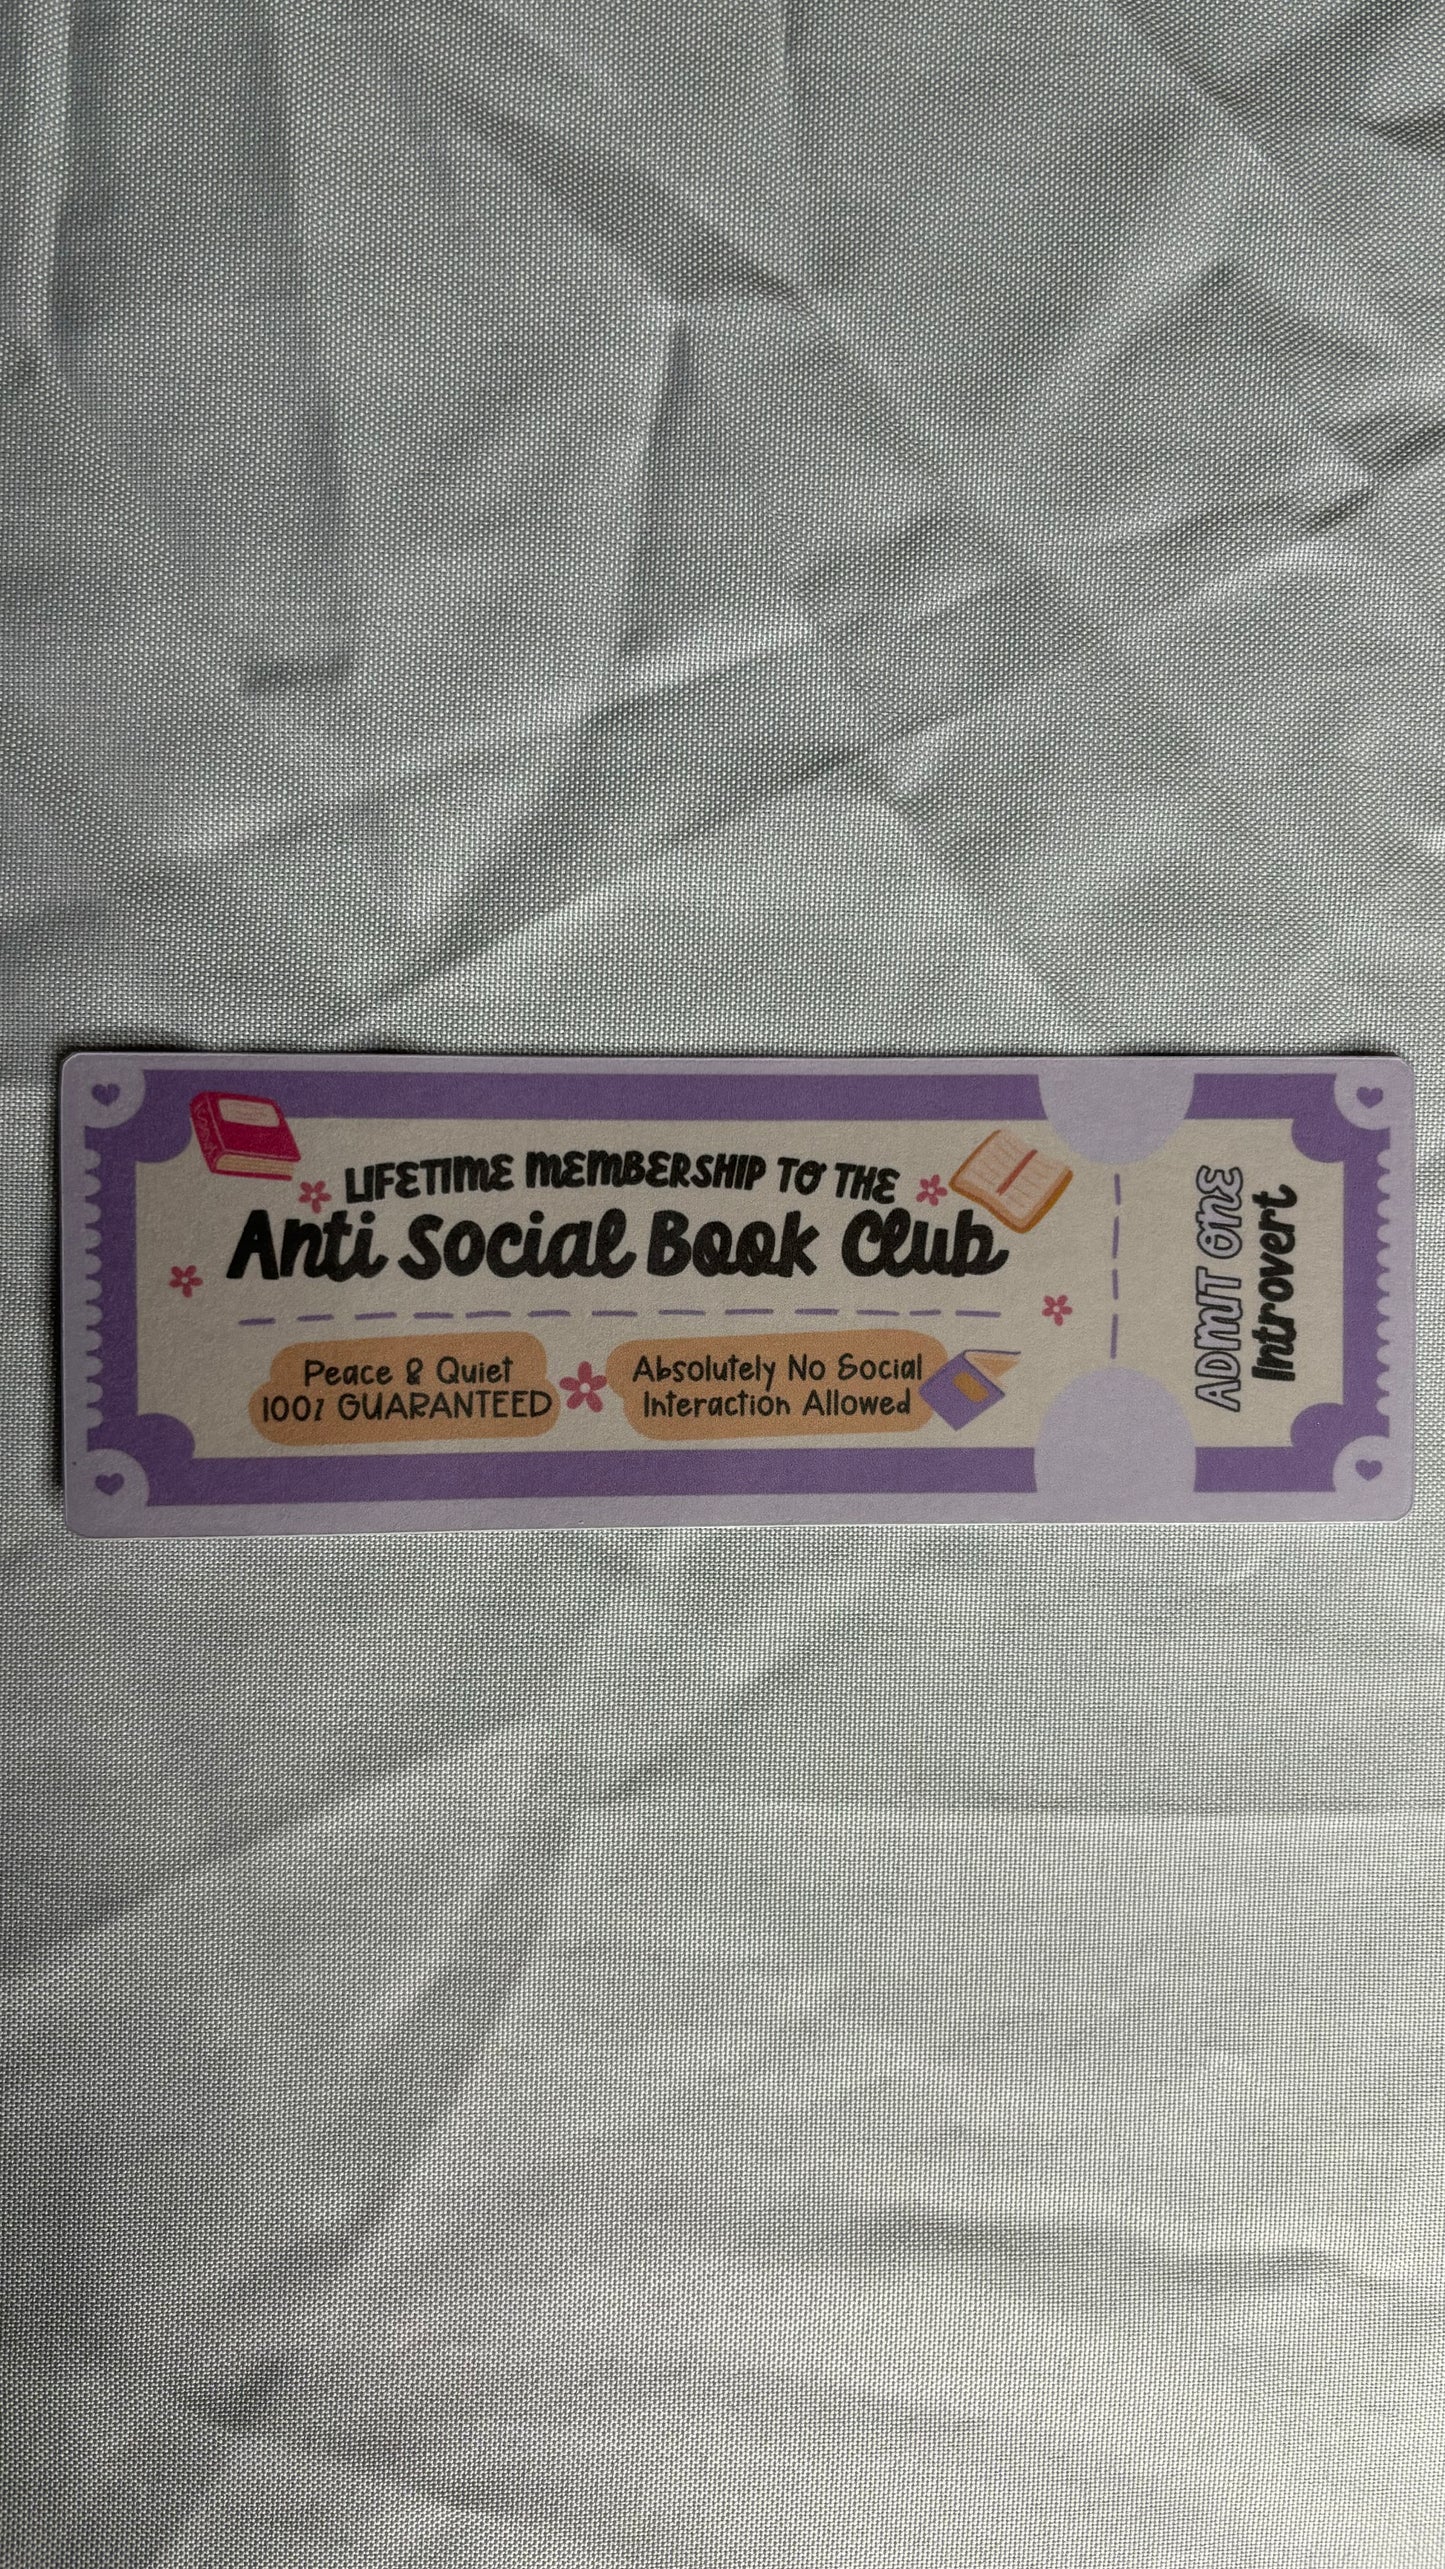 LIFETIME MEMBERSHIP TO THE
Anti Social Book Club
Peace & Quiet
100% GUARANTEED
Absolutely No Social
Interaction Allowed
ADMIT ONE
Introvert